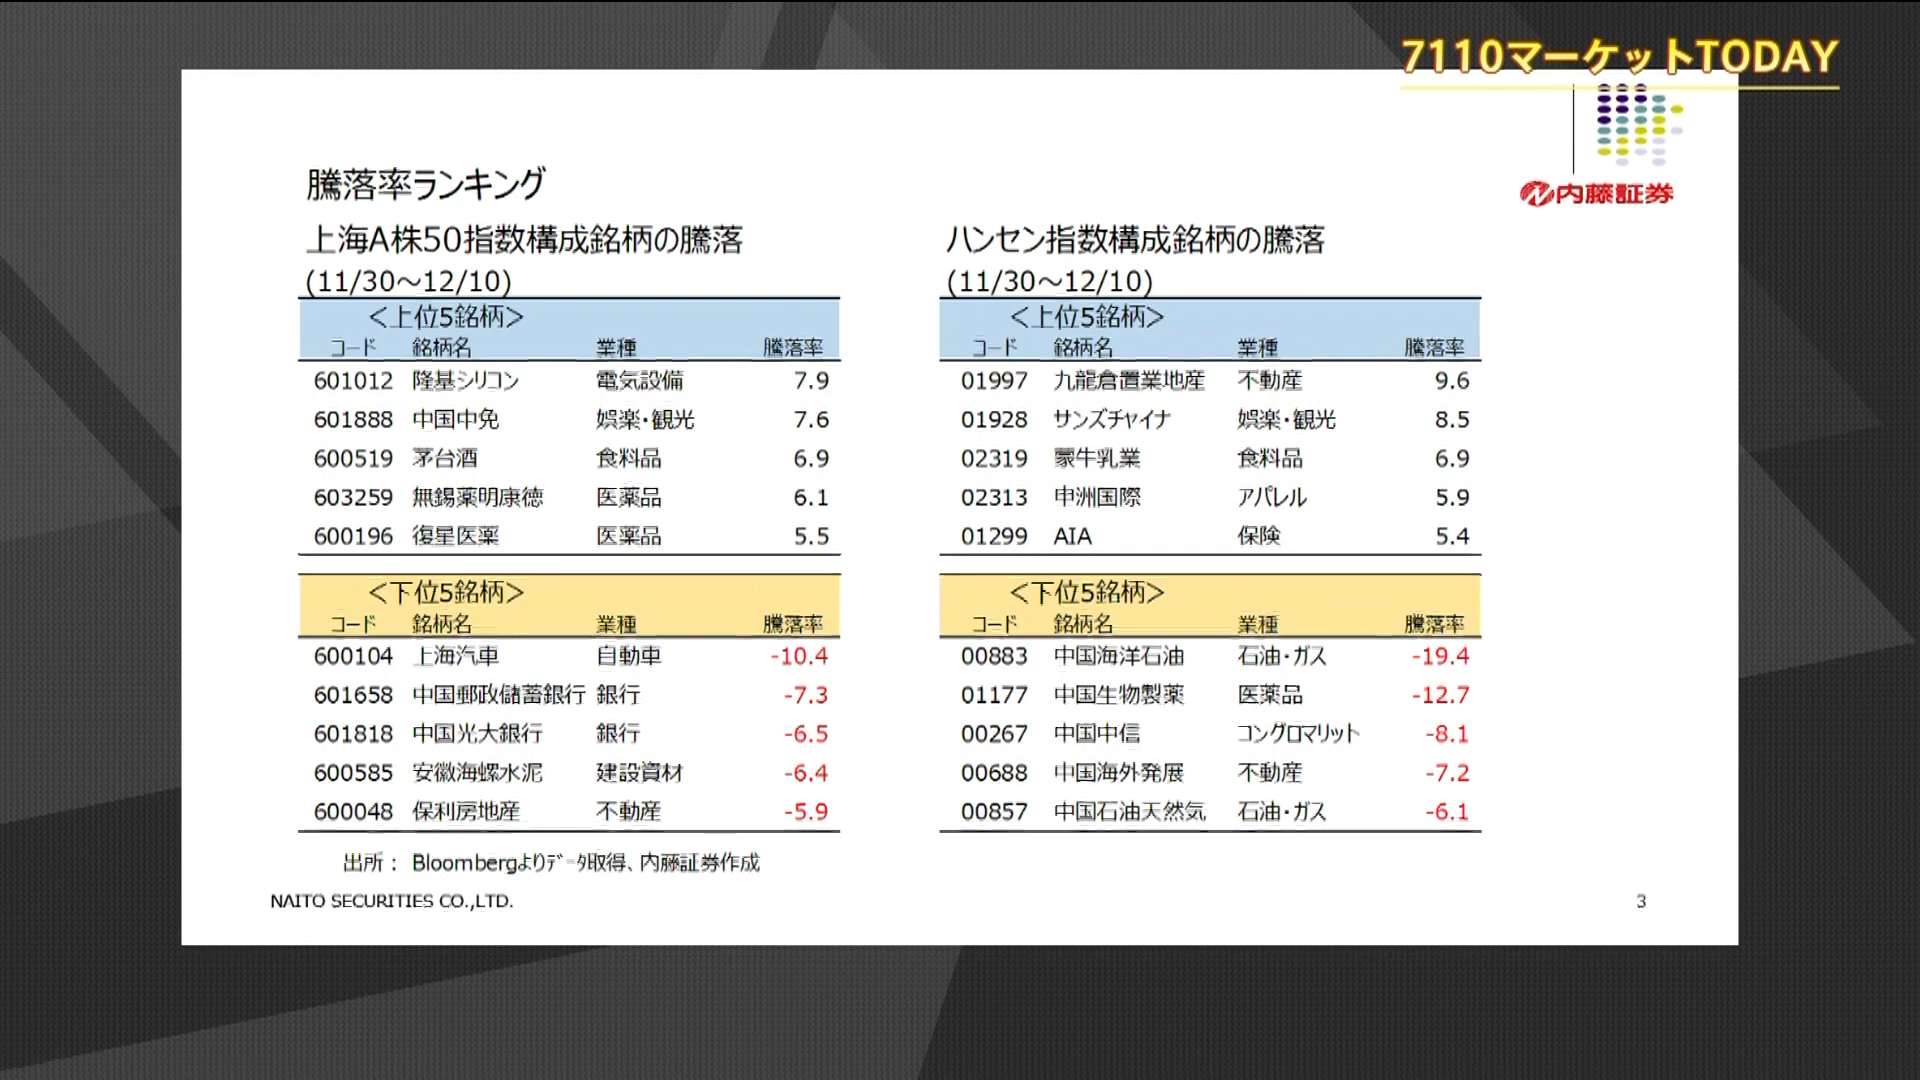 7110マーケットTODAY
内藤証券
騰落率ランキング
上海A株50指数構成銘柄の騰落
(11/30～12/10)
＜上位5銘柄＞
コード 銘柄名 業種 騰落率
601012 隆基シリコン 電気設備 7.9
601888 中国中免 娯楽・観光 7.6
600519 茅台酒 食料品 6.9
603259 無錫薬明康徳 医薬品 6.1
600196 復星医薬 医薬品 5.5
＜下位5銘柄＞
コード 銘柄名 業種 騰落率
600104 上海汽車 自動車 -10.4
601658 中国郵政儲蓄銀行 銀行 -7.3
601818 中国光大銀行 銀行 -6.5
600585 安徽海螺水泥 建設資材 -6.4
600048 保利房地産 不動産 -5.9
ハンセン指数構成銘柄の騰落
(11/30～12/10)
＜上位5銘柄＞
コード 銘柄名 業種 騰落率
01997 九龍倉置業地産 不動産 9.6
01928 サンズチャイナ 娯楽・観光 8.5
02319 蒙牛乳業 食料品 6.9
02313 申洲国際 アパレル 5.9
01299 AIA 保険 5.4
＜下位5銘柄＞
コード 銘柄名 業種 騰落率
00883 中国海洋石油 石油・ガス -19.4
01177 中国生物製薬 医薬品 -12.7
00267 中国中信 コングロマリット -8.1
00688 中国海外発展 不動産 -7.2
00857 中国石油天然気 石油・ガス -6.1
出所： Bloombergよりデータ取得、内藤証券作成
NAITO SECURITIES CO.,LTD.
3